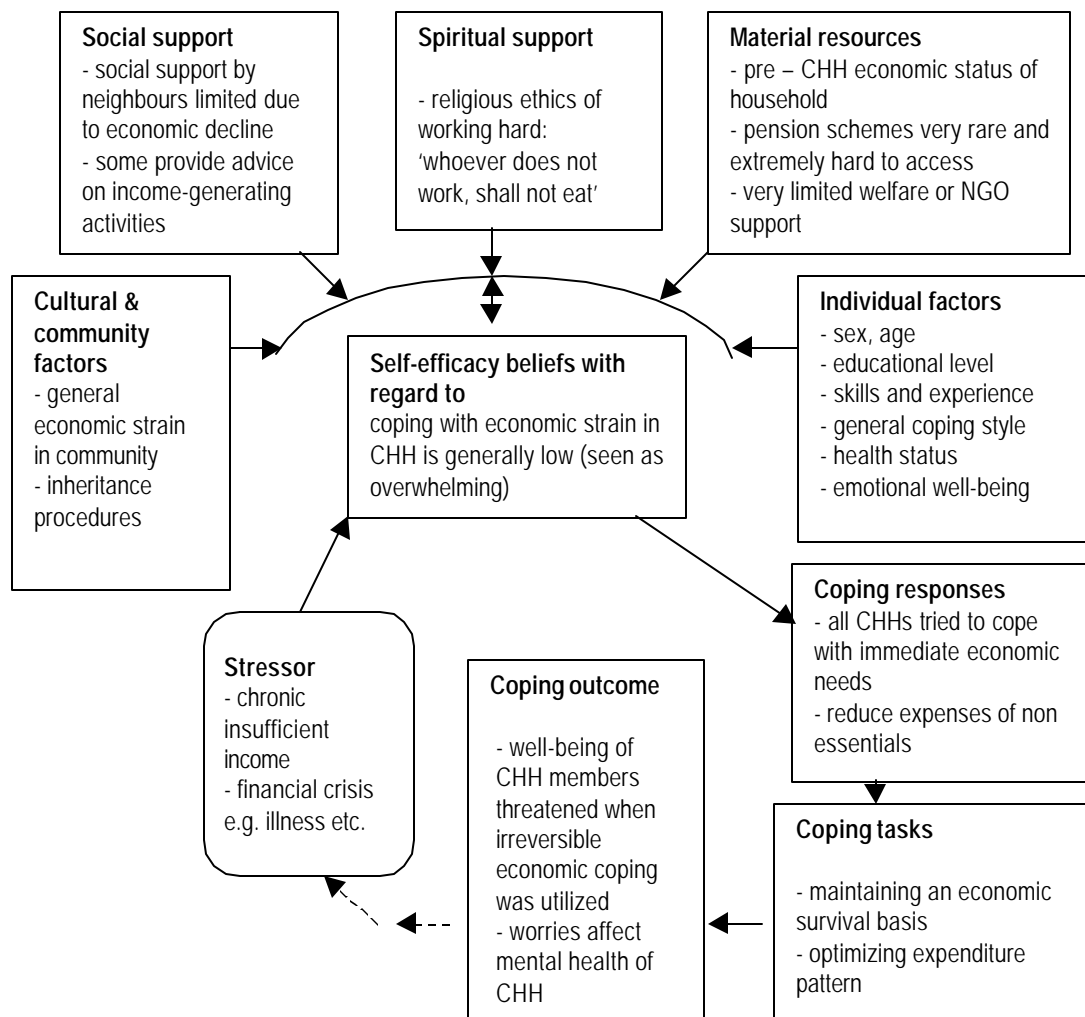 Social support
- social support by
neighbours limited due
to economic decline
- some provide advice
on income-generating
activities
Spiritual support
- religious ethics of
working hard:
‘whoever does not
work, shall not eat’
Material resources
- pre – CHH economic status of
household
- pension schemes very rare and
extremely hard to access
- very limited welfare or NGO
support
Cultural &
community
factors
- general
economic strain
in community
- inheritance
procedures
Self-efficacy beliefs with
regard to
coping with economic strain in
CHH is generally low (seen as
overwhelming)
Individual factors
- sex, age
- educational level
- skills and experience
- general coping style
- health status
- emotional well-being
Coping responses
- all CHHs tried to cope
with immediate economic
needs
- reduce expenses of non
essentials
Stressor
- chronic
insufficient
income
- financial crisis
e.g. illness etc.
Coping outcome
- well-being of
CHH members
threatened when
irreversible
economic coping
was utilized
- worries affect
mental health of
CHH
Coping tasks
- maintaining an economic
survival basis
- optimizing expenditure
pattern